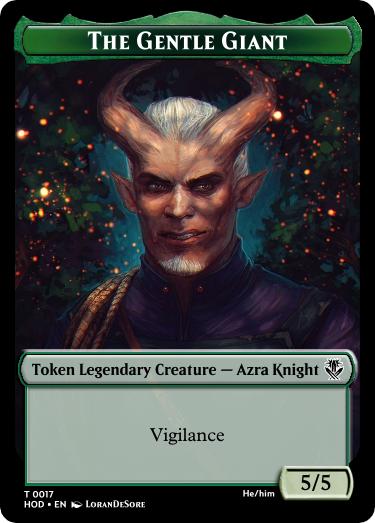 The Gentle Giant
Token Legendary Creature — Azra Knight
Vigilance
5/5
T 0017
He/him
HOD • EN LoranDeSore